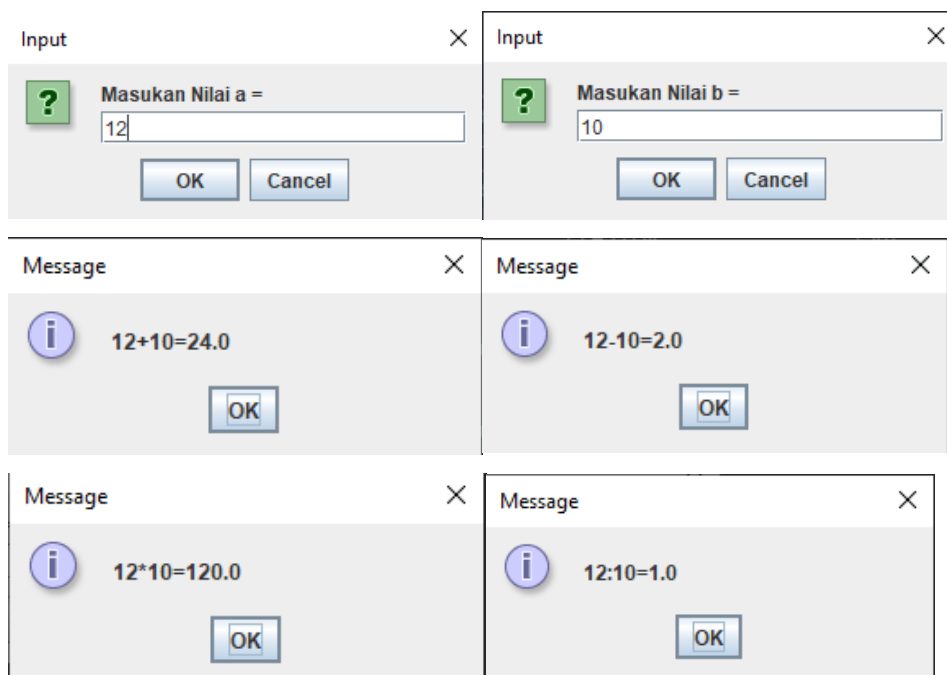 Input
Masukan Nilai a =
12
OK Cancel
Input
Masukan Nilai b =
10
OK Cancel
Message
12+10=24.0
OK
Message
12-10=2.0
OK
Message
12*10=120.0
OK
Message
12:10=1.0
OK